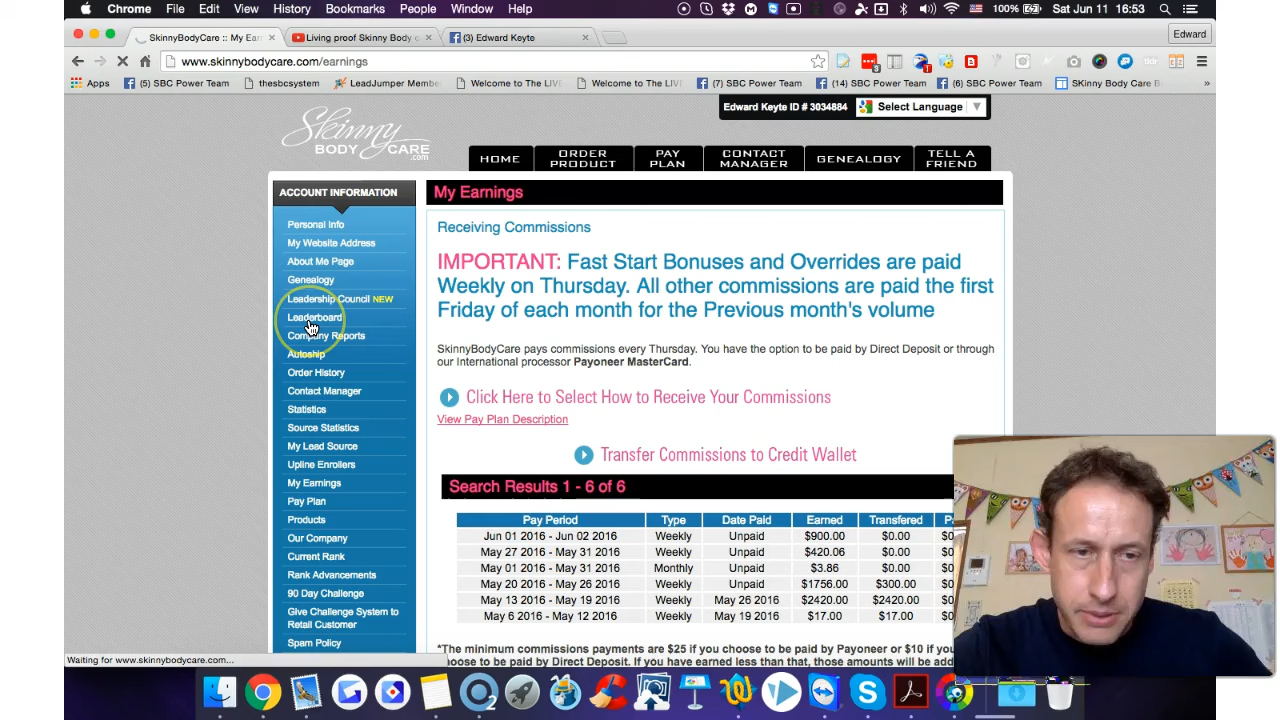 Chrome File Edit View History Bookmarks People Window Help 100% Sat Jun 11 16:53
SkinnyBodyCare :: My Ear
Living proof Skinny Body c
(3) Edward Keyte
Edward
www.skinnybodycare.com/earnings
Apps
(5) SBC Power Team
thesbcsystem
LeadJumper Membe
Welcome to The LIV
Welcome to The LIV
(7) SBC Power Team
(14) SBC Power Team
(6) SBC Power Team
SKinny Body Care B
»
Edward Keyte ID # 3034884
Select Language
Skinny
BODY CARE
.com
HOME
ORDER
PRODUCT
PAY
PLAN
CONTACT
MANAGER
GENEALOGY
TELL A
FRIEND
ACCOUNT INFORMATION
Personal Info
My Website Address
About Me Page
Genealogy
Leadership Council NEW
Leaderboard
Company Reports
Autoship
Order History
Contact Manager
Statistics
Source Statistics
My Lead Source
Upline Enrollers
My Earnings
Pay Plan
Products
Our Company
Current Rank
Rank Advancements
90 Day Challenge
Give Challenge System to
Retail Customer
Spam Policy
My Earnings
Receiving Commissions
IMPORTANT: Fast Start Bonuses and Overrides are paid
Weekly on Thursday. All other commissions are paid the first
Friday of each month for the Previous month's volume
SkinnyBodyCare pays commissions every Thursday. You have the option to be paid by Direct Deposit or through
our International processor Payoneer MasterCard.
Click Here to Select How to Receive Your Commissions
View Pay Plan Description
Transfer Commissions to Credit Wallet
Search Results 1 - 6 of 6
Pay Period Type Date Paid Earned Transfered
Jun 01 2016 - Jun 02 2016 Weekly Unpaid $900.00 $0.00
May 27 2016 - May 31 2016 Weekly Unpaid $420.06 $0.00
May 01 2016 - May 31 2016 Monthly Unpaid $3.86 $0.00
May 20 2016 - May 26 2016 Weekly Unpaid $1756.00 $300.00
May 13 2016 - May 19 2016 Weekly May 26 2016 $2420.00 $2420.00
May 6 2016 - May 12 2016 Weekly May 19 2016 $17.00 $17.00
*The minimum commissions payments are $25 if you choose to be paid by Payoneer or $10 if
choose to be paid by Direct Deposit. If you have earned less than that, those amounts will be add
Waiting for www.skinnybodycare.com...